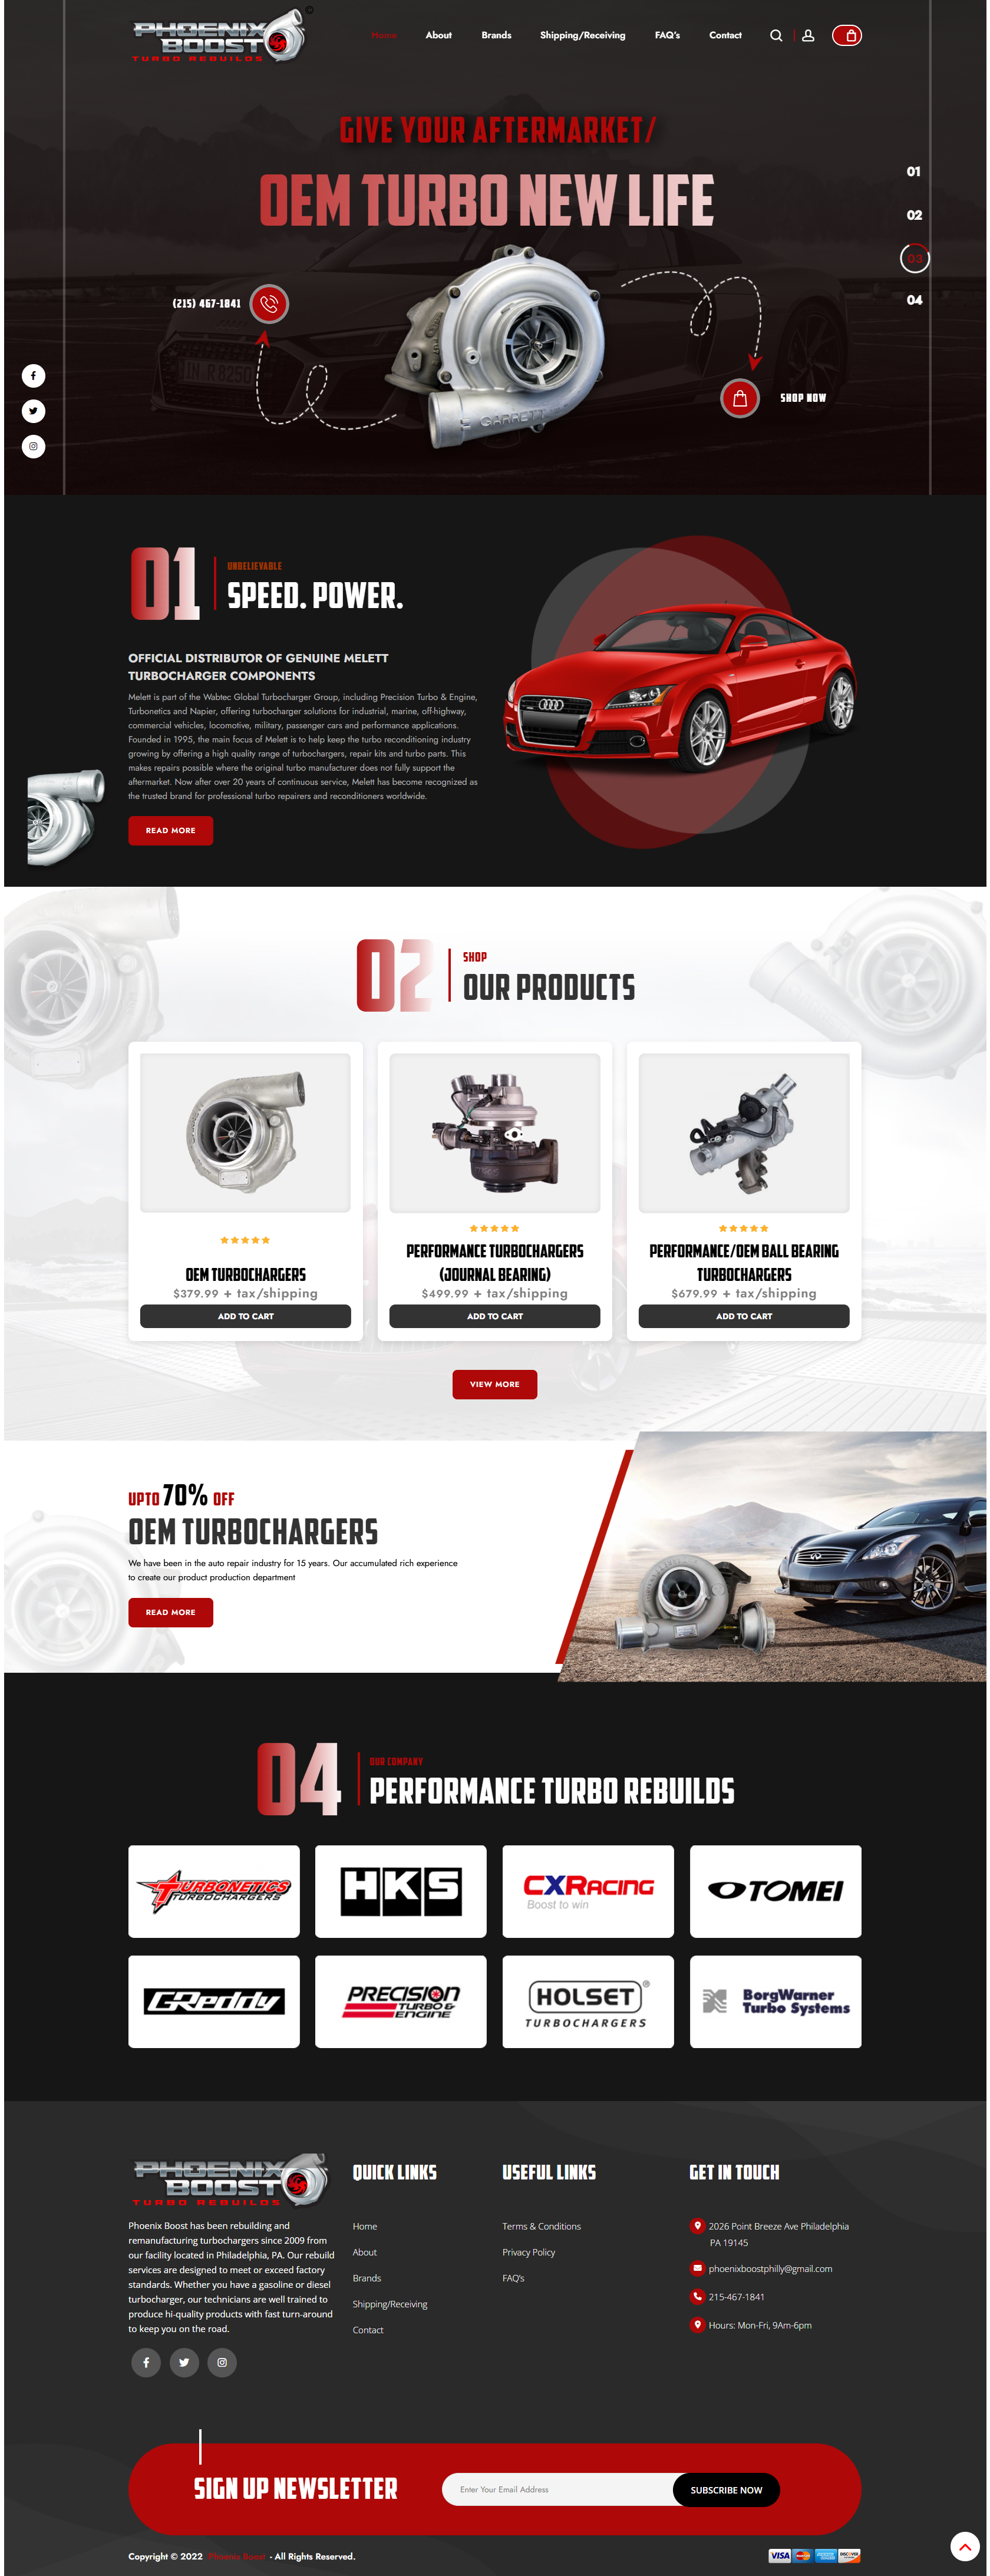 PHOENIX
BOOST
TURBO REBUILDS
Home About Brands Shipping/Receiving FAQ's Contact
GIVE YOUR AFTERMARKET/
OEM TURBO NEW LIFE
01
02
03
04
(215) 467-1841
IN R 8250
GARRETT
SHOP NOW
01
UNBELIEVABLE
SPEED. POWER.
OFFICIAL DISTRIBUTOR OF GENUINE MELETT
TURBOCHARGER COMPONENTS
Melett is part of the Wabtec Global Turbocharger Group, including Precision Turbo & Engine,
Turbonetics and Napier, offering turbocharger solutions for industrial, marine, off-highway,
commercial vehicles, locomotive, military, passenger cars and performance applications.
Founded in 1995, the main focus of Melett is to help keep the turbo reconditioning industry
growing by offering a high quality range of turbochargers, repair kits and turbo parts. This
makes repairs possible where the original turbo manufacturer does not fully support the
aftermarket. Now after over 20 years of continuous service, Melett has become recognized as
the trusted brand for professional turbo repairers and reconditioners worldwide.
READ MORE
02
SHOP
OUR PRODUCTS
OEM TURBOCHARGERS
$379.99 + tax/shipping
ADD TO CART
PERFORMANCE TURBOCHARGERS
(JOURNAL BEARING)
$499.99 + tax/shipping
ADD TO CART
PERFORMANCE/OEM BALL BEARING
TURBOCHARGERS
$679.99 + tax/shipping
ADD TO CART
VIEW MORE
UPTO 70% OFF
OEM TURBOCHARGERS
We have been in the auto repair industry for 15 years. Our accumulated rich experience
to create our product production department
READ MORE
04
OUR COMPANY
PERFORMANCE TURBO REBUILDS
TURBONETICS
TURBOCHARGERS
HKS
CXRacing
Boost to win
TOMEI
GReddy
PRECISION
TURBO &
ENGINE
HOLSET®
TURBOCHARGERS
BorgWarner
Turbo Systems
PHOENIX
BOOST
TURBO REBUILDS
Phoenix Boost has been rebuilding and
remanufacturing turbochargers since 2009 from
our facility located in Philadelphia, PA. Our rebuild
services are designed to meet or exceed factory
standards. Whether you have a gasoline or diesel
turbocharger, our technicians are well trained to
produce hi-quality products with fast turn-around
to keep you on the road.
QUICK LINKS
Home
About
Brands
Shipping/Receiving
Contact
USEFUL LINKS
Terms & Conditions
Privacy Policy
FAQ's
GET IN TOUCH
2026 Point Breeze Ave Philadelphia
PA 19145
phoenixboostphilly@gmail.com
215-467-1841
Hours: Mon-Fri, 9Am-6pm
SIGN UP NEWSLETTER
Enter Your Email Address
SUBSCRIBE NOW
Copyright © 2022 Phoenix Boost - All Rights Reserved.
VISA MasterCard AMERICAN EXPRESS DISCOVER